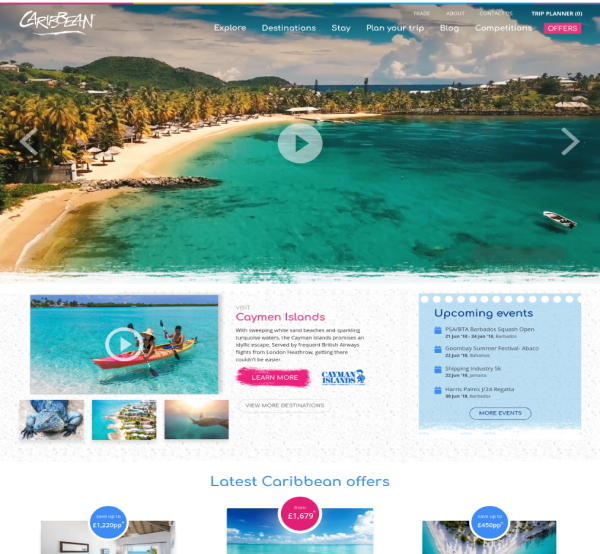 CARIBBEAN
TRADE ABOUT CONTACT US TRIP PLANNER (0)
Explore Destinations Stay Plan your trip Blog Competitions OFFERS
VISIT
Caymen Islands
With sweeping white sand beaches and sparkling
turquoise waters, the Cayman Islands promises an
idyllic escape. Served by frequent British Airways
flights from London Heathrow, getting there
couldn't be easier.
LEARN MORE
CAYMAN
ISLANDS
VIEW MORE DESTINATIONS
Upcoming events
PSA/BTA Barbados Squash Open
21 Jun '18 - 24 Jun '18, Barbados
Goombay Summer Festival- Abaco
22 Jun '18, Bahamas
Shipping Industry 5k
22 Jun '18, Jamaica
Harris Paints J/24 Regatta
30 Jun '18, Barbados
MORE EVENTS
Latest Caribbean offers
save up to
£1,220pp*
from
£1,679*
save up to
£450pp*